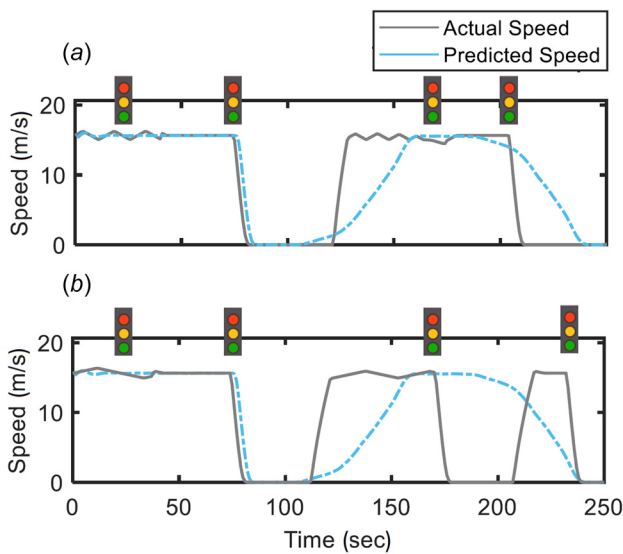 Actual Speed
Predicted Speed
(a)
20
10
0
Speed (m/s)
(b)
20
10
0
Speed (m/s)
0 50 100 150 200 250
Time (sec)